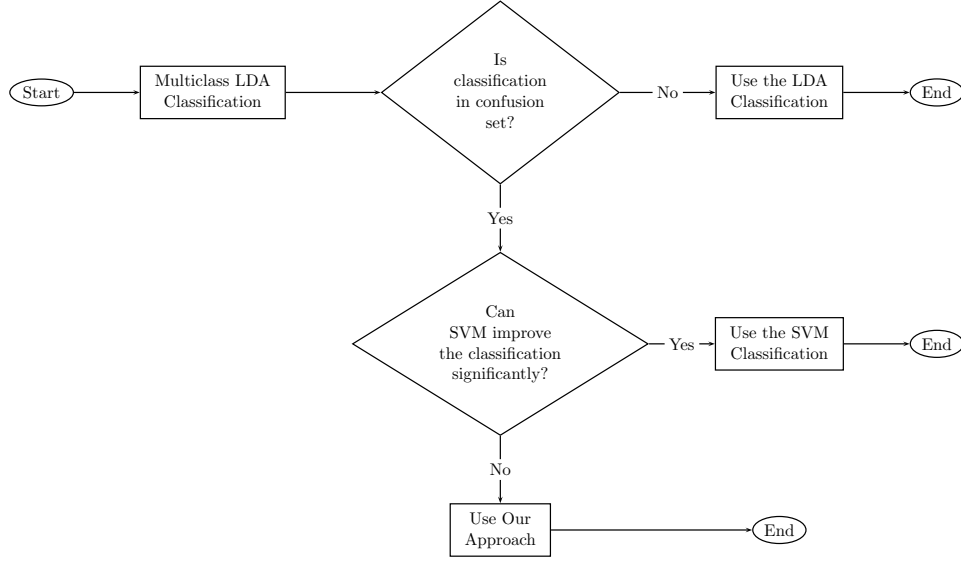 Start
Multiclass LDA
Classification
Is
classification
in confusion
set?
No
Use the LDA
Classification
End
Yes
Can
SVM improve
the classification
significantly?
Yes
Use the SVM
Classification
End
No
Use Our
Approach
End